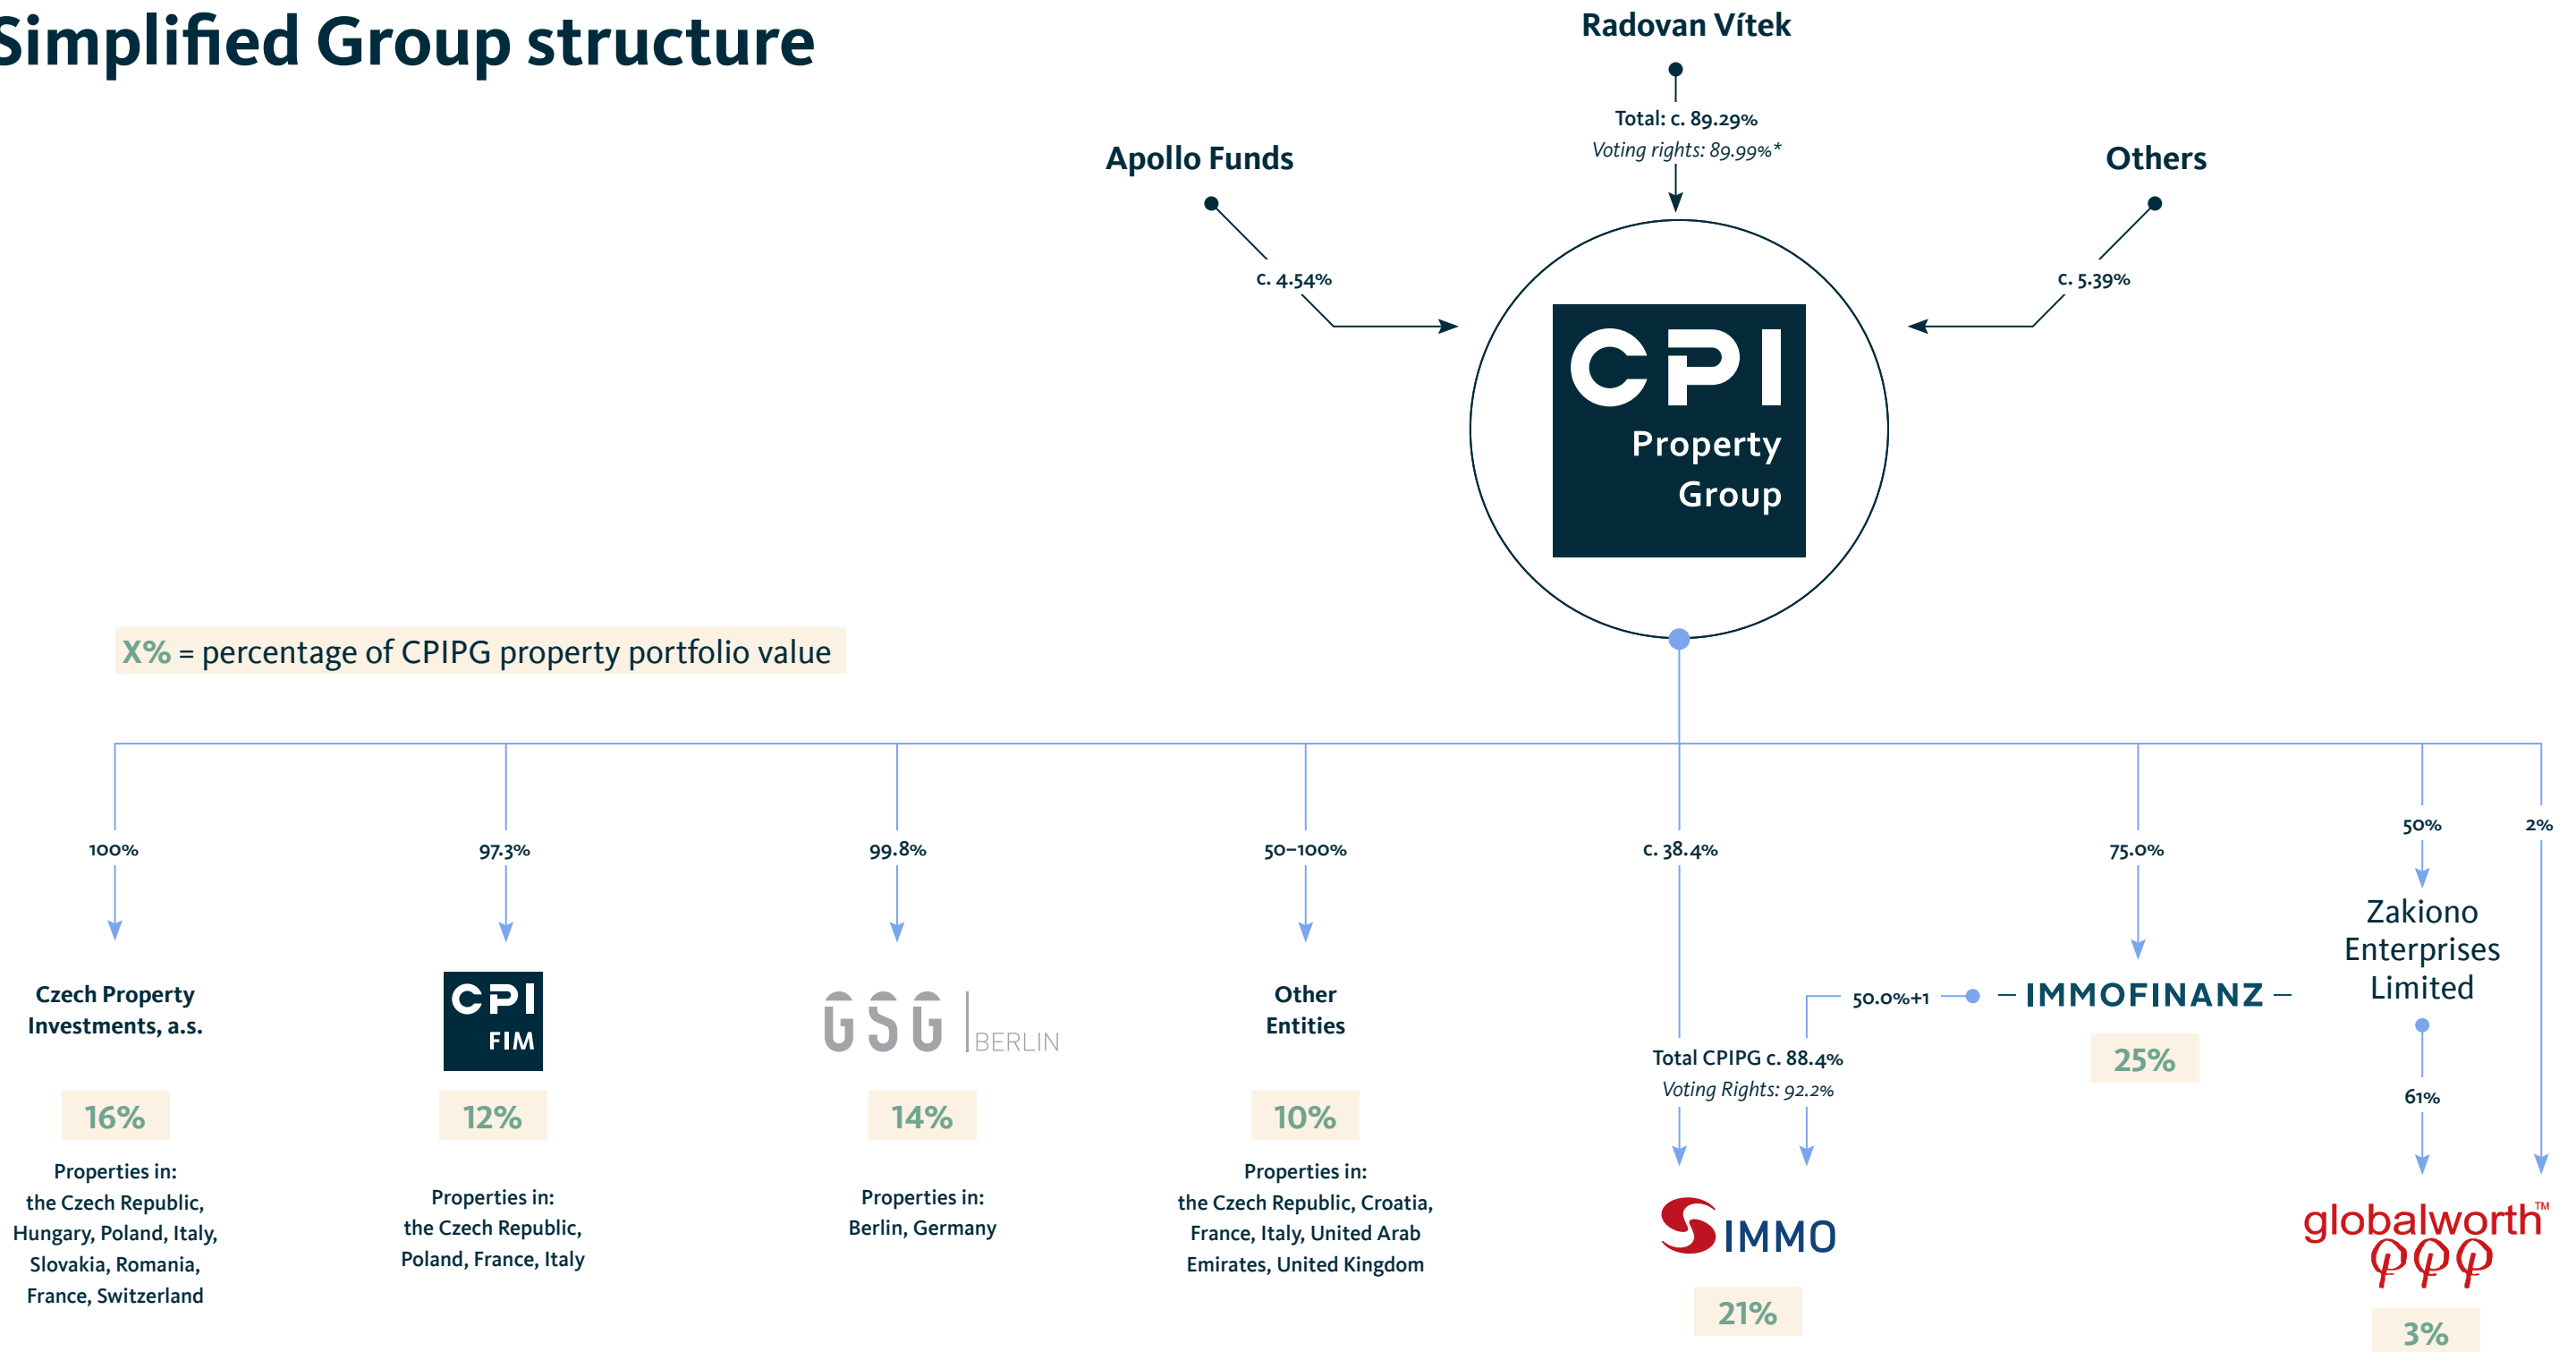 Simplified Group structure
Radovan Vítek
Total: c. 89.29%
Voting rights: 89.99%*
Apollo Funds
c. 4.54%
Others
c. 5.39%
CPI
Property
Group
X% = percentage of CPIPG property portfolio value
100%
97.3%
99.8%
50–100%
c. 38.4%
75.0%
50%
2%
Czech Property
Investments, a.s.
16%
Properties in:
the Czech Republic,
Hungary, Poland, Italy,
Slovakia, Romania,
France, Switzerland
CPI
FIM
12%
Properties in:
the Czech Republic,
Poland, France, Italy
GSG BERLIN
14%
Properties in:
Berlin, Germany
Other
Entities
10%
Properties in:
the Czech Republic, Croatia,
France, Italy, United Arab
Emirates, United Kingdom
50.0%+1
Total CPIPG c. 88.4%
Voting Rights: 92.2%
S IMMO
21%
IMMOFINANZ
25%
Zakiono
Enterprises
Limited
61%
globalworth™
3%